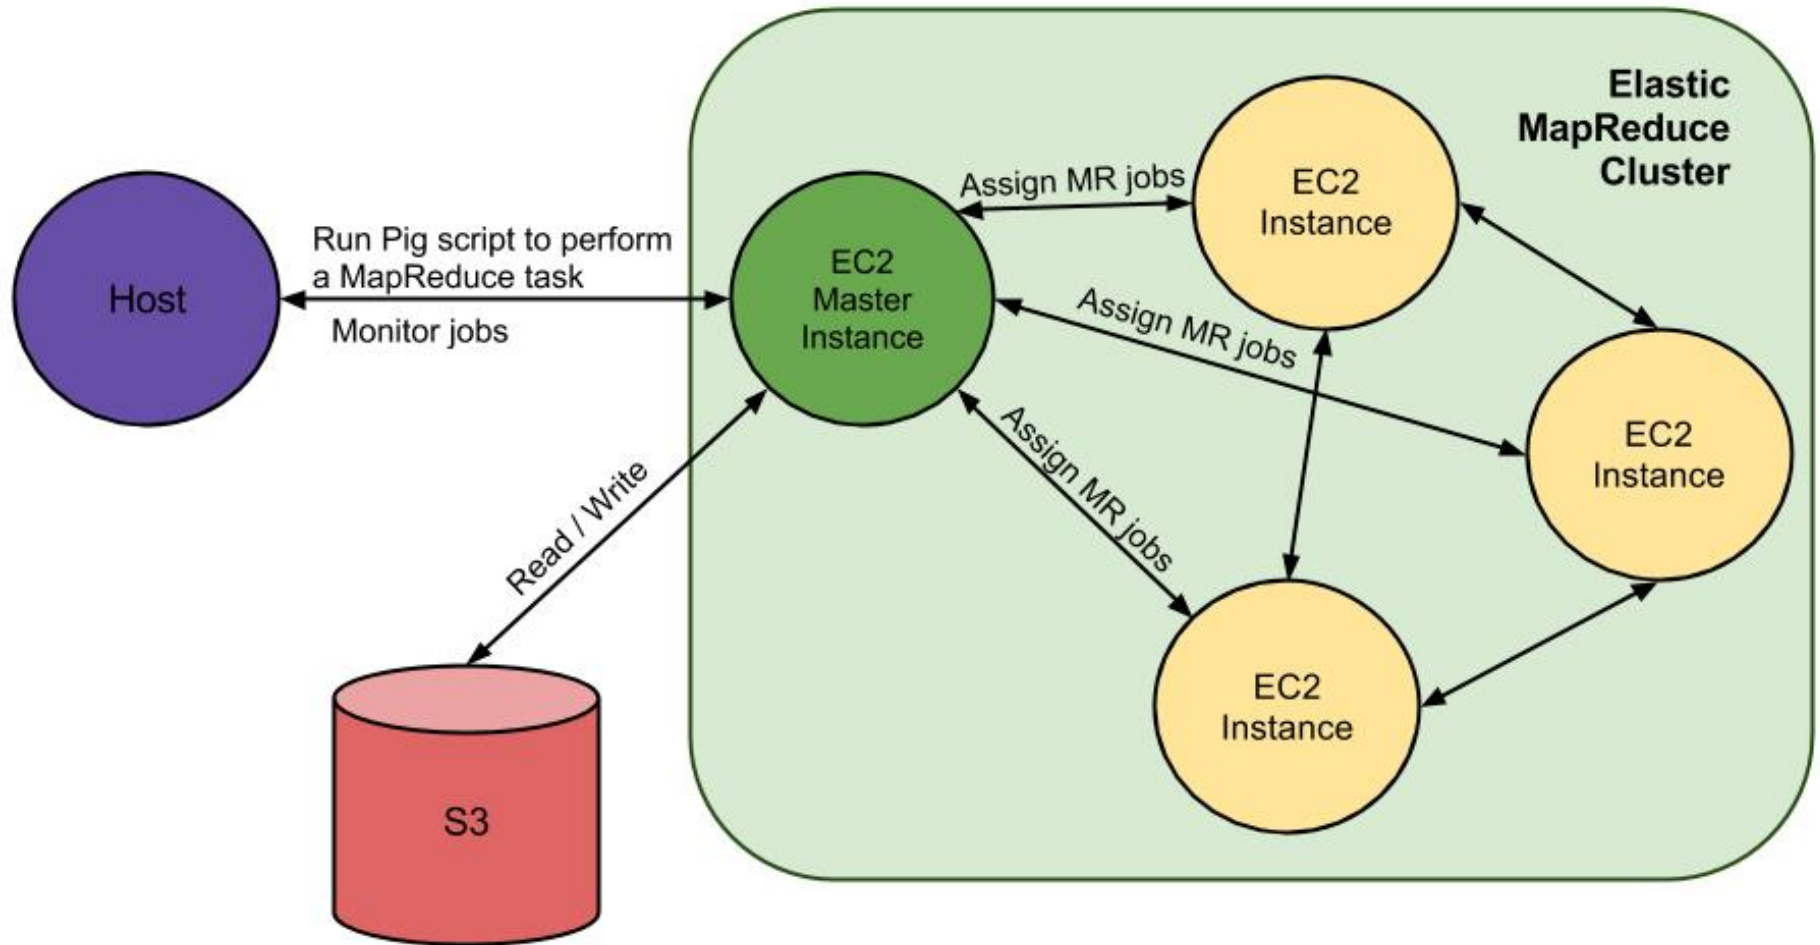 Elastic
MapReduce
Cluster
Host
Run Pig script to perform
a MapReduce task
Monitor jobs
EC2
Master
Instance
Assign MR jobs
EC2
Instance
Assign MR jobs
EC2
Instance
Assign MR jobs
EC2
Instance
Read / Write
S3